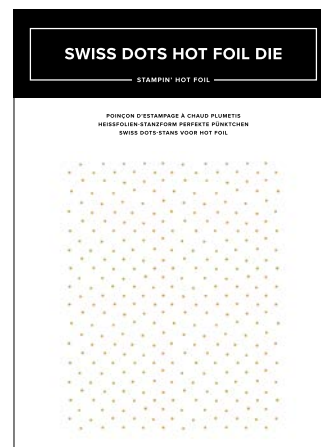 SWISS DOTS HOT FOIL DIE
STAMPIN' HOT FOIL
POINÇON D'ESTAMPAGE À CHAUD PLUMETIS
HEISSFOLIEN-STANZFORM PERFEKTE PÜNKTCHEN
SWISS DOTS-STANS VOOR HOT FOIL